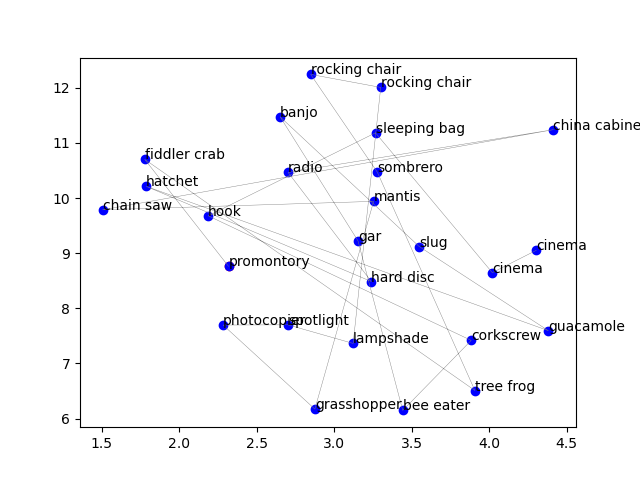 rocking chair
rocking chair
banjo
sleeping bag
china cabine
fiddler crab
radio
sombrero
hatchet
mantis
chain saw
hook
gar
slug
cinema
promontory
cinema
hard disc
photocopier
spotlight
guacamole
lampshade
corkscrew
tree frog
grasshopper
bee eater
12
11
10
9
8
7
6
1.5 2.0 2.5 3.0 3.5 4.0 4.5